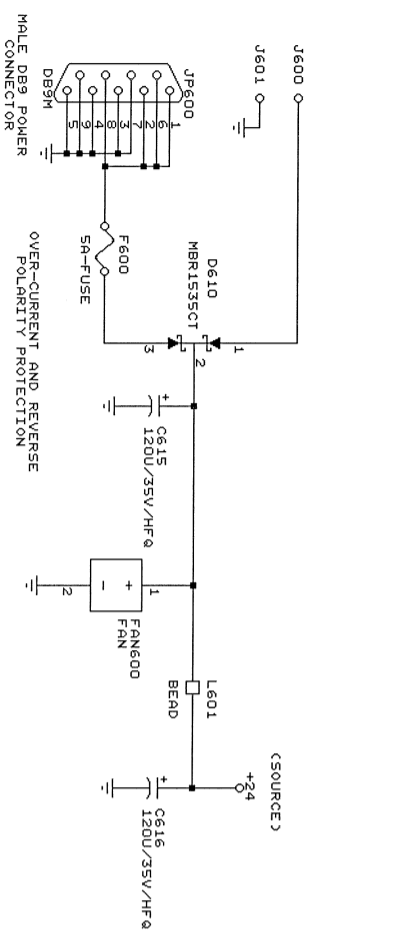 J600
J601
JP600
1
6
2
7
3
8
4
9
5
DB9M
MALE DB9 POWER
CONNECTOR
F600
5A-FUSE
OVER-CURRENT AND REVERSE
POLARITY PROTECTION
D610
MBR1535CT
1
2
3
+
C615
120U/35V/HFQ
1
+
-
2
FAN600
FAN
L601
BEAD
(SOURCE)
+24
+
C616
120U/35V/HFQ